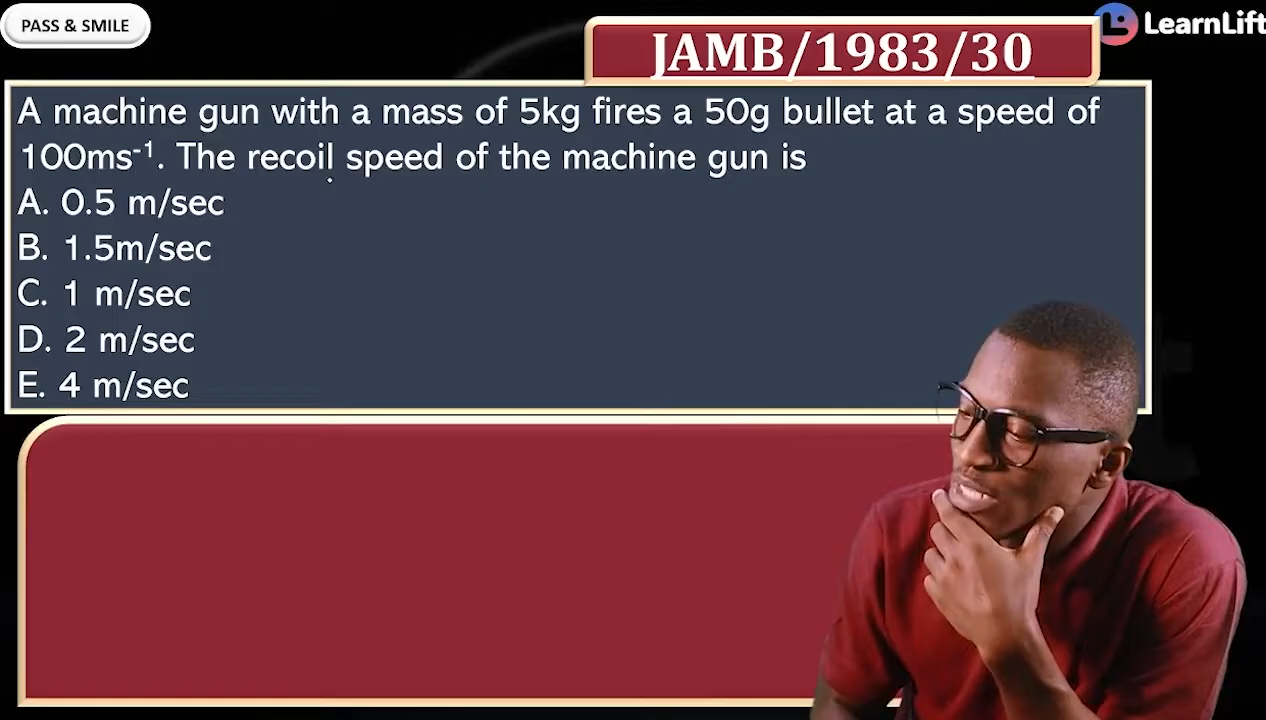 PASS & SMILE
JAMB/1983/30
LearnLift
A machine gun with a mass of 5kg fires a 50g bullet at a speed of
100ms⁻¹. The recoil speed of the machine gun is
A. 0.5 m/sec
B. 1.5m/sec
C. 1 m/sec
D. 2 m/sec
E. 4 m/sec